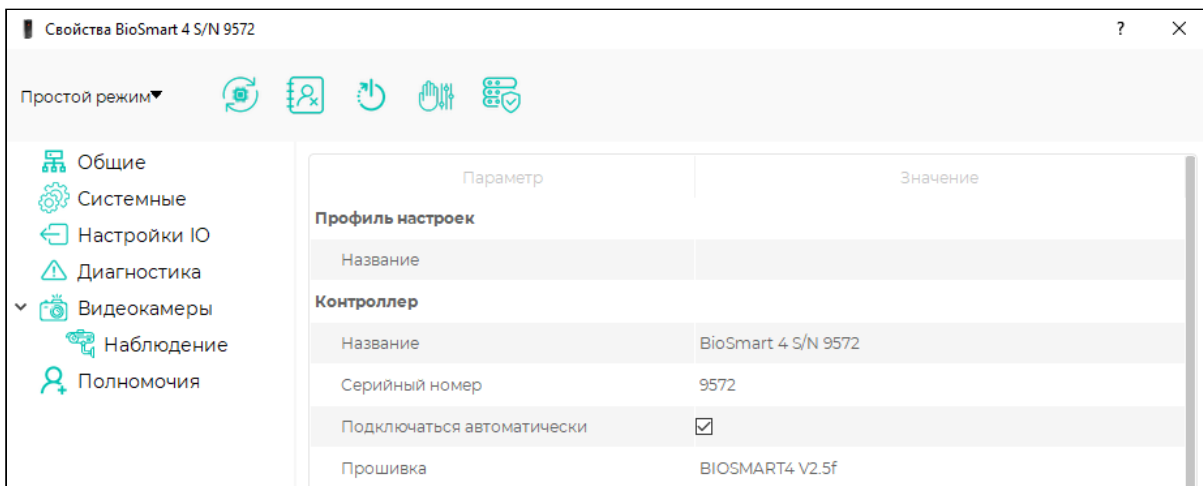 Свойства BioSmart 4 S/N 9572 ?
Простой режим
Общие
Системные
Настройки IO
Диагностика
Видеокамеры
Наблюдение
Полномочия
Параметр Значение
Профиль настроек
Название
Контроллер
Название BioSmart 4 S/N 9572
Серийный номер 9572
Подключаться автоматически
Прошивка BIOSMART4 V2.5f